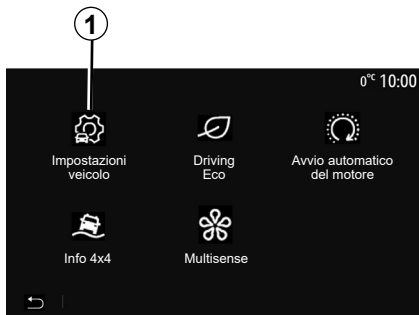 1
0°C 10:00
Impostazioni
veicolo
Driving
Eco
Avvio automatico
del motore
Info 4x4
Multisense